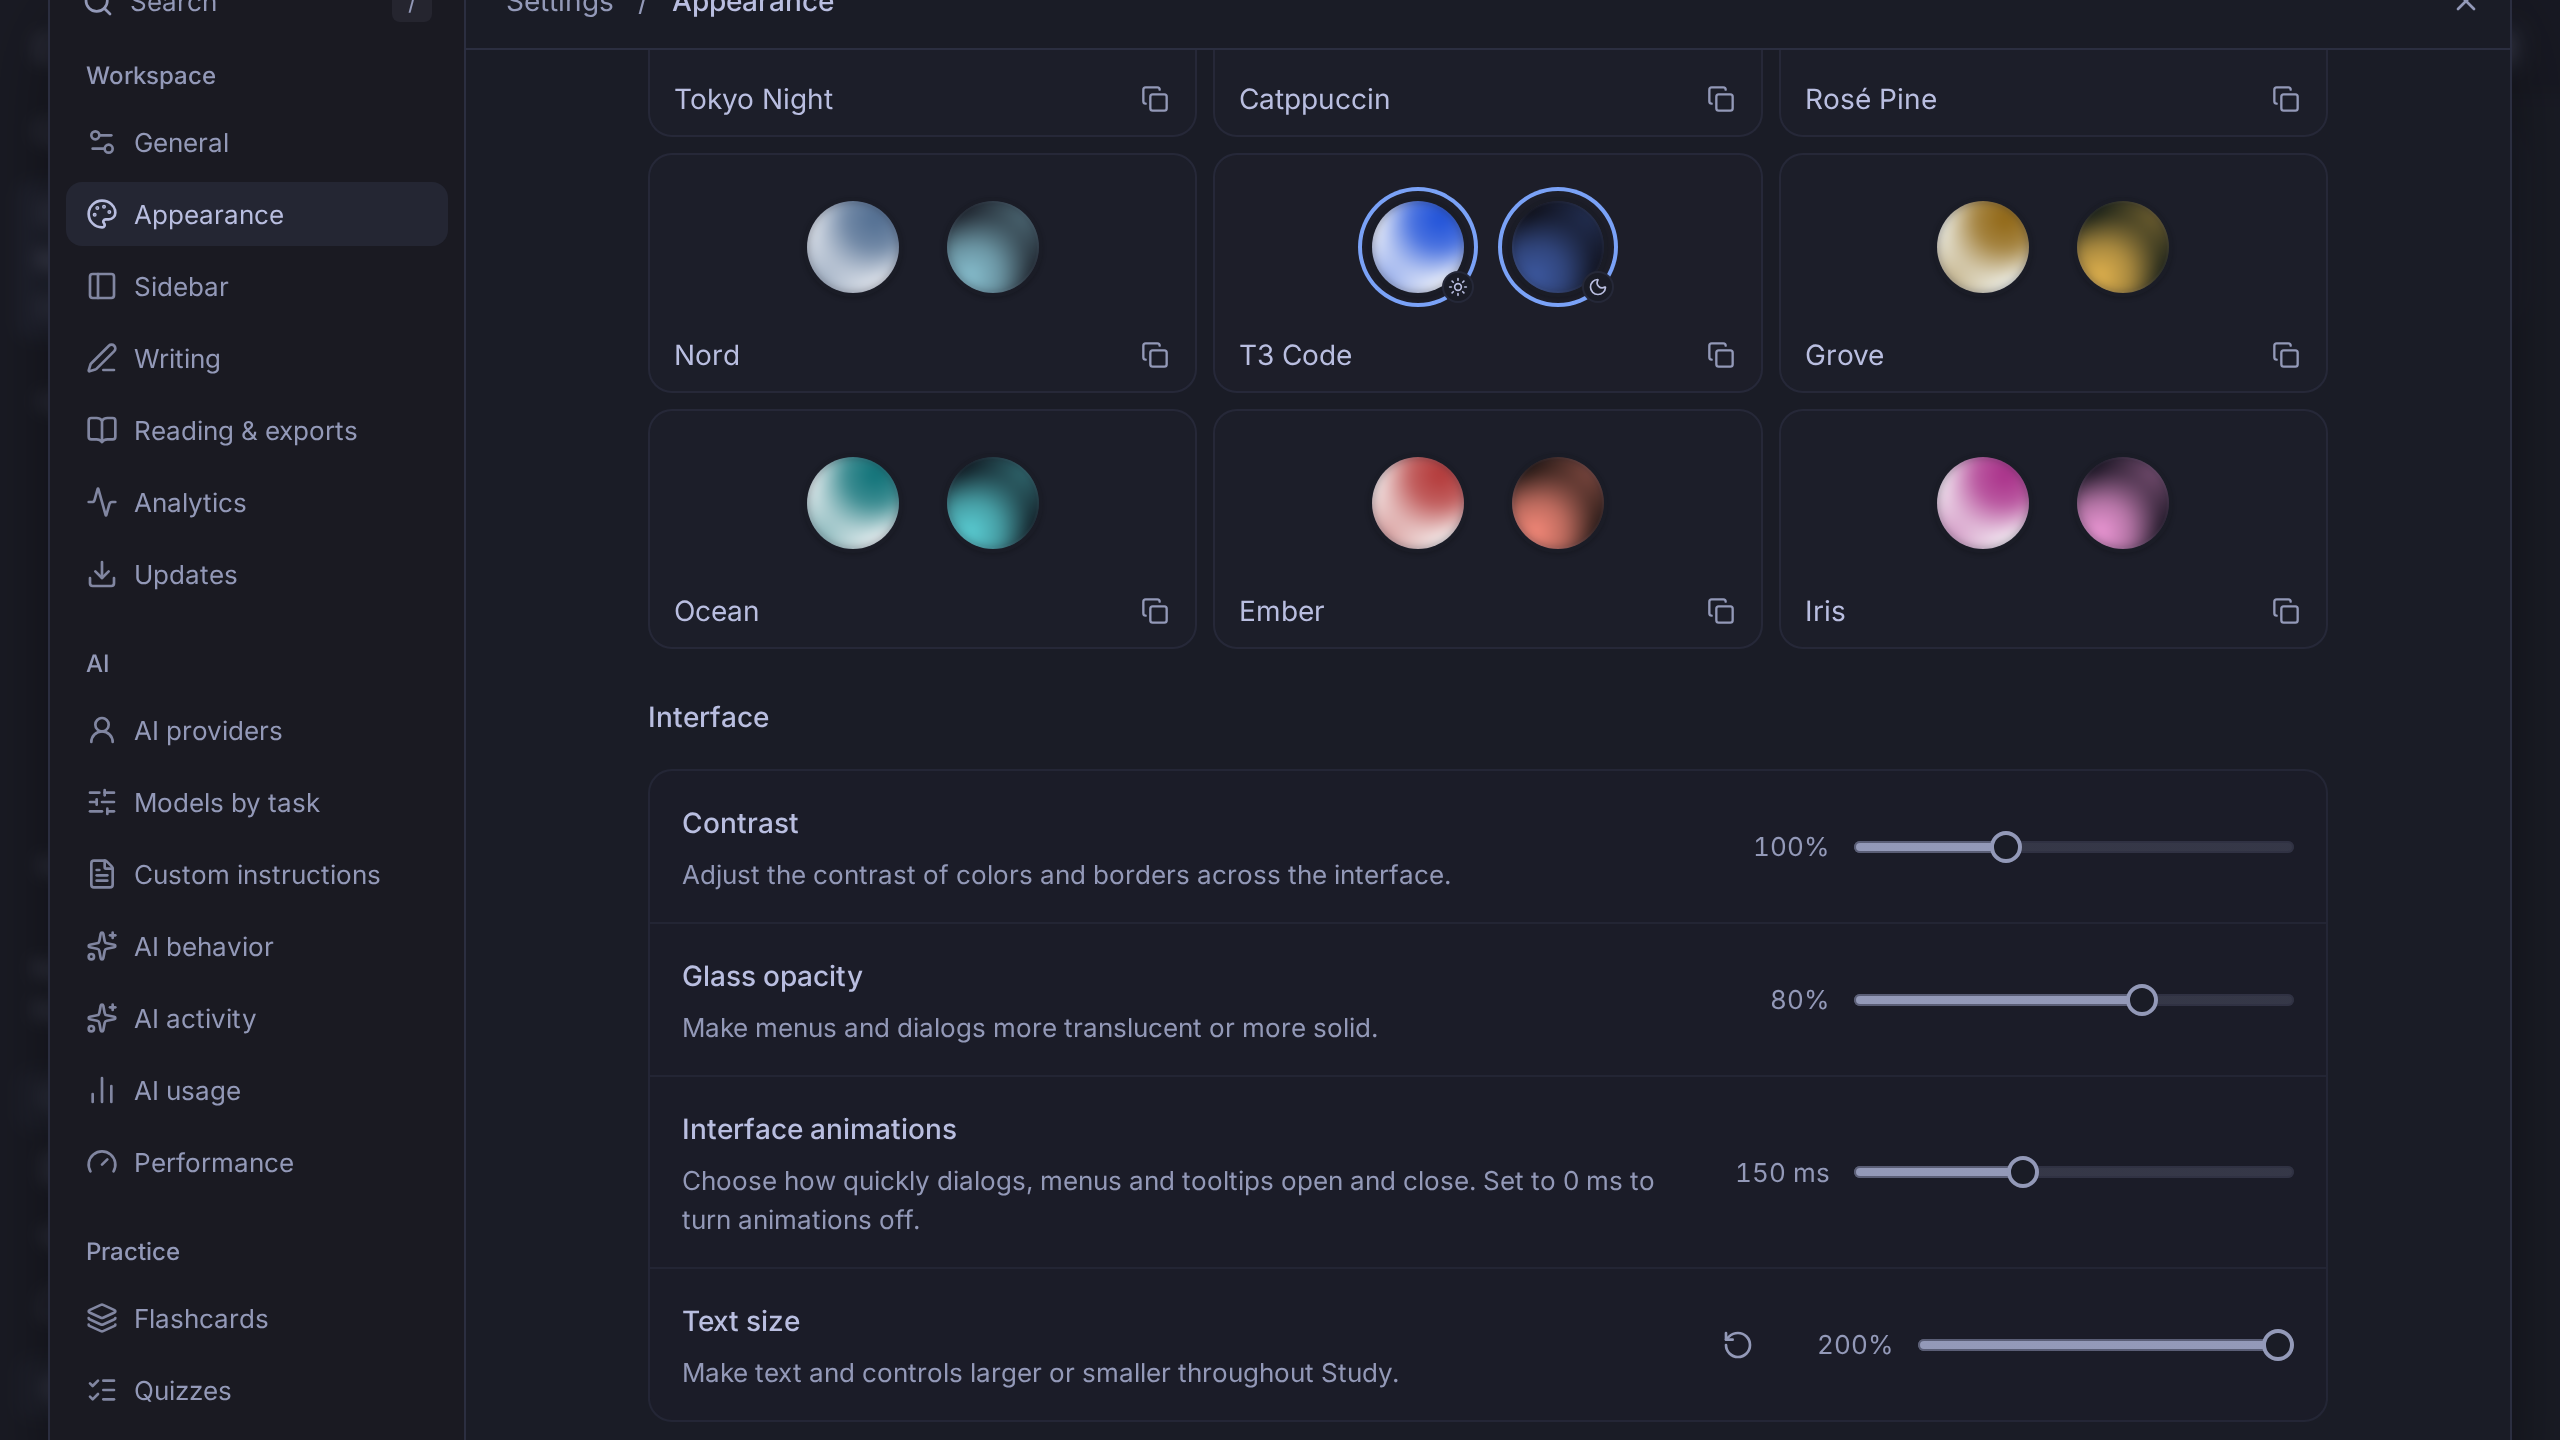 Search /
Workspace
General
Appearance
Sidebar
Writing
Reading & exports
Analytics
Updates
AI
AI providers
Models by task
Custom instructions
AI behavior
AI activity
AI usage
Performance
Practice
Flashcards
Quizzes
Settings / Appearance
Tokyo Night
Catppuccin
Rosé Pine
Nord
T3 Code
Grove
Ocean
Ember
Iris
Interface
Contrast
Adjust the contrast of colors and borders across the interface.
100%
Glass opacity
Make menus and dialogs more translucent or more solid.
80%
Interface animations
Choose how quickly dialogs, menus and tooltips open and close. Set to 0 ms to
turn animations off.
150 ms
Text size
Make text and controls larger or smaller throughout Study.
200%